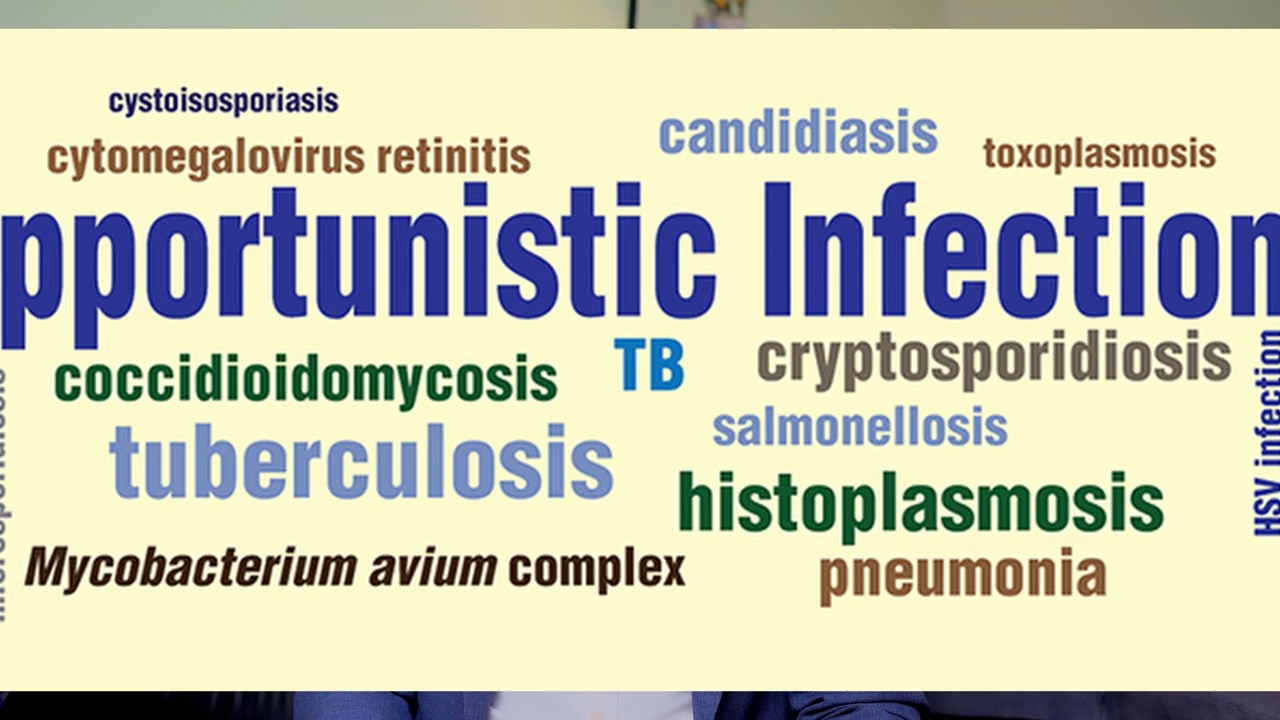 cystoisosporiasis
candidiasis
cytomegalovirus retinitis
toxoplasmosis
pportunistic Infection
TB
cryptosporidiosis
coccidioidomycosis
salmonellosis
tuberculosis
histoplasmosis
Mycobacterium avium complex
pneumonia
HSV infection